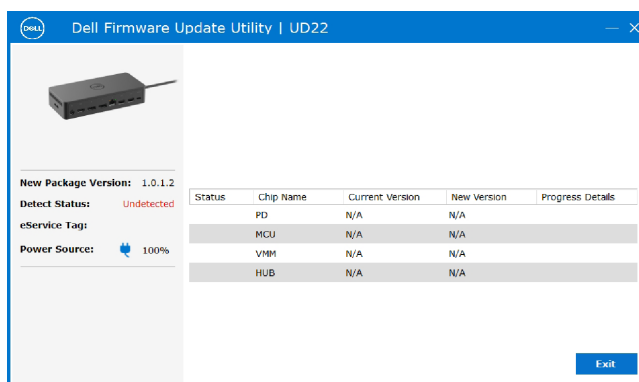 DELL Dell Firmware Update Utility | UD22
New Package Version: 1.0.1.2
Detect Status: Undetected
eService Tag:
Power Source: 100%
Status Chip Name Current Version New Version Progress Details
PD N/A N/A
MCU N/A N/A
VMM N/A N/A
HUB N/A N/A
Exit